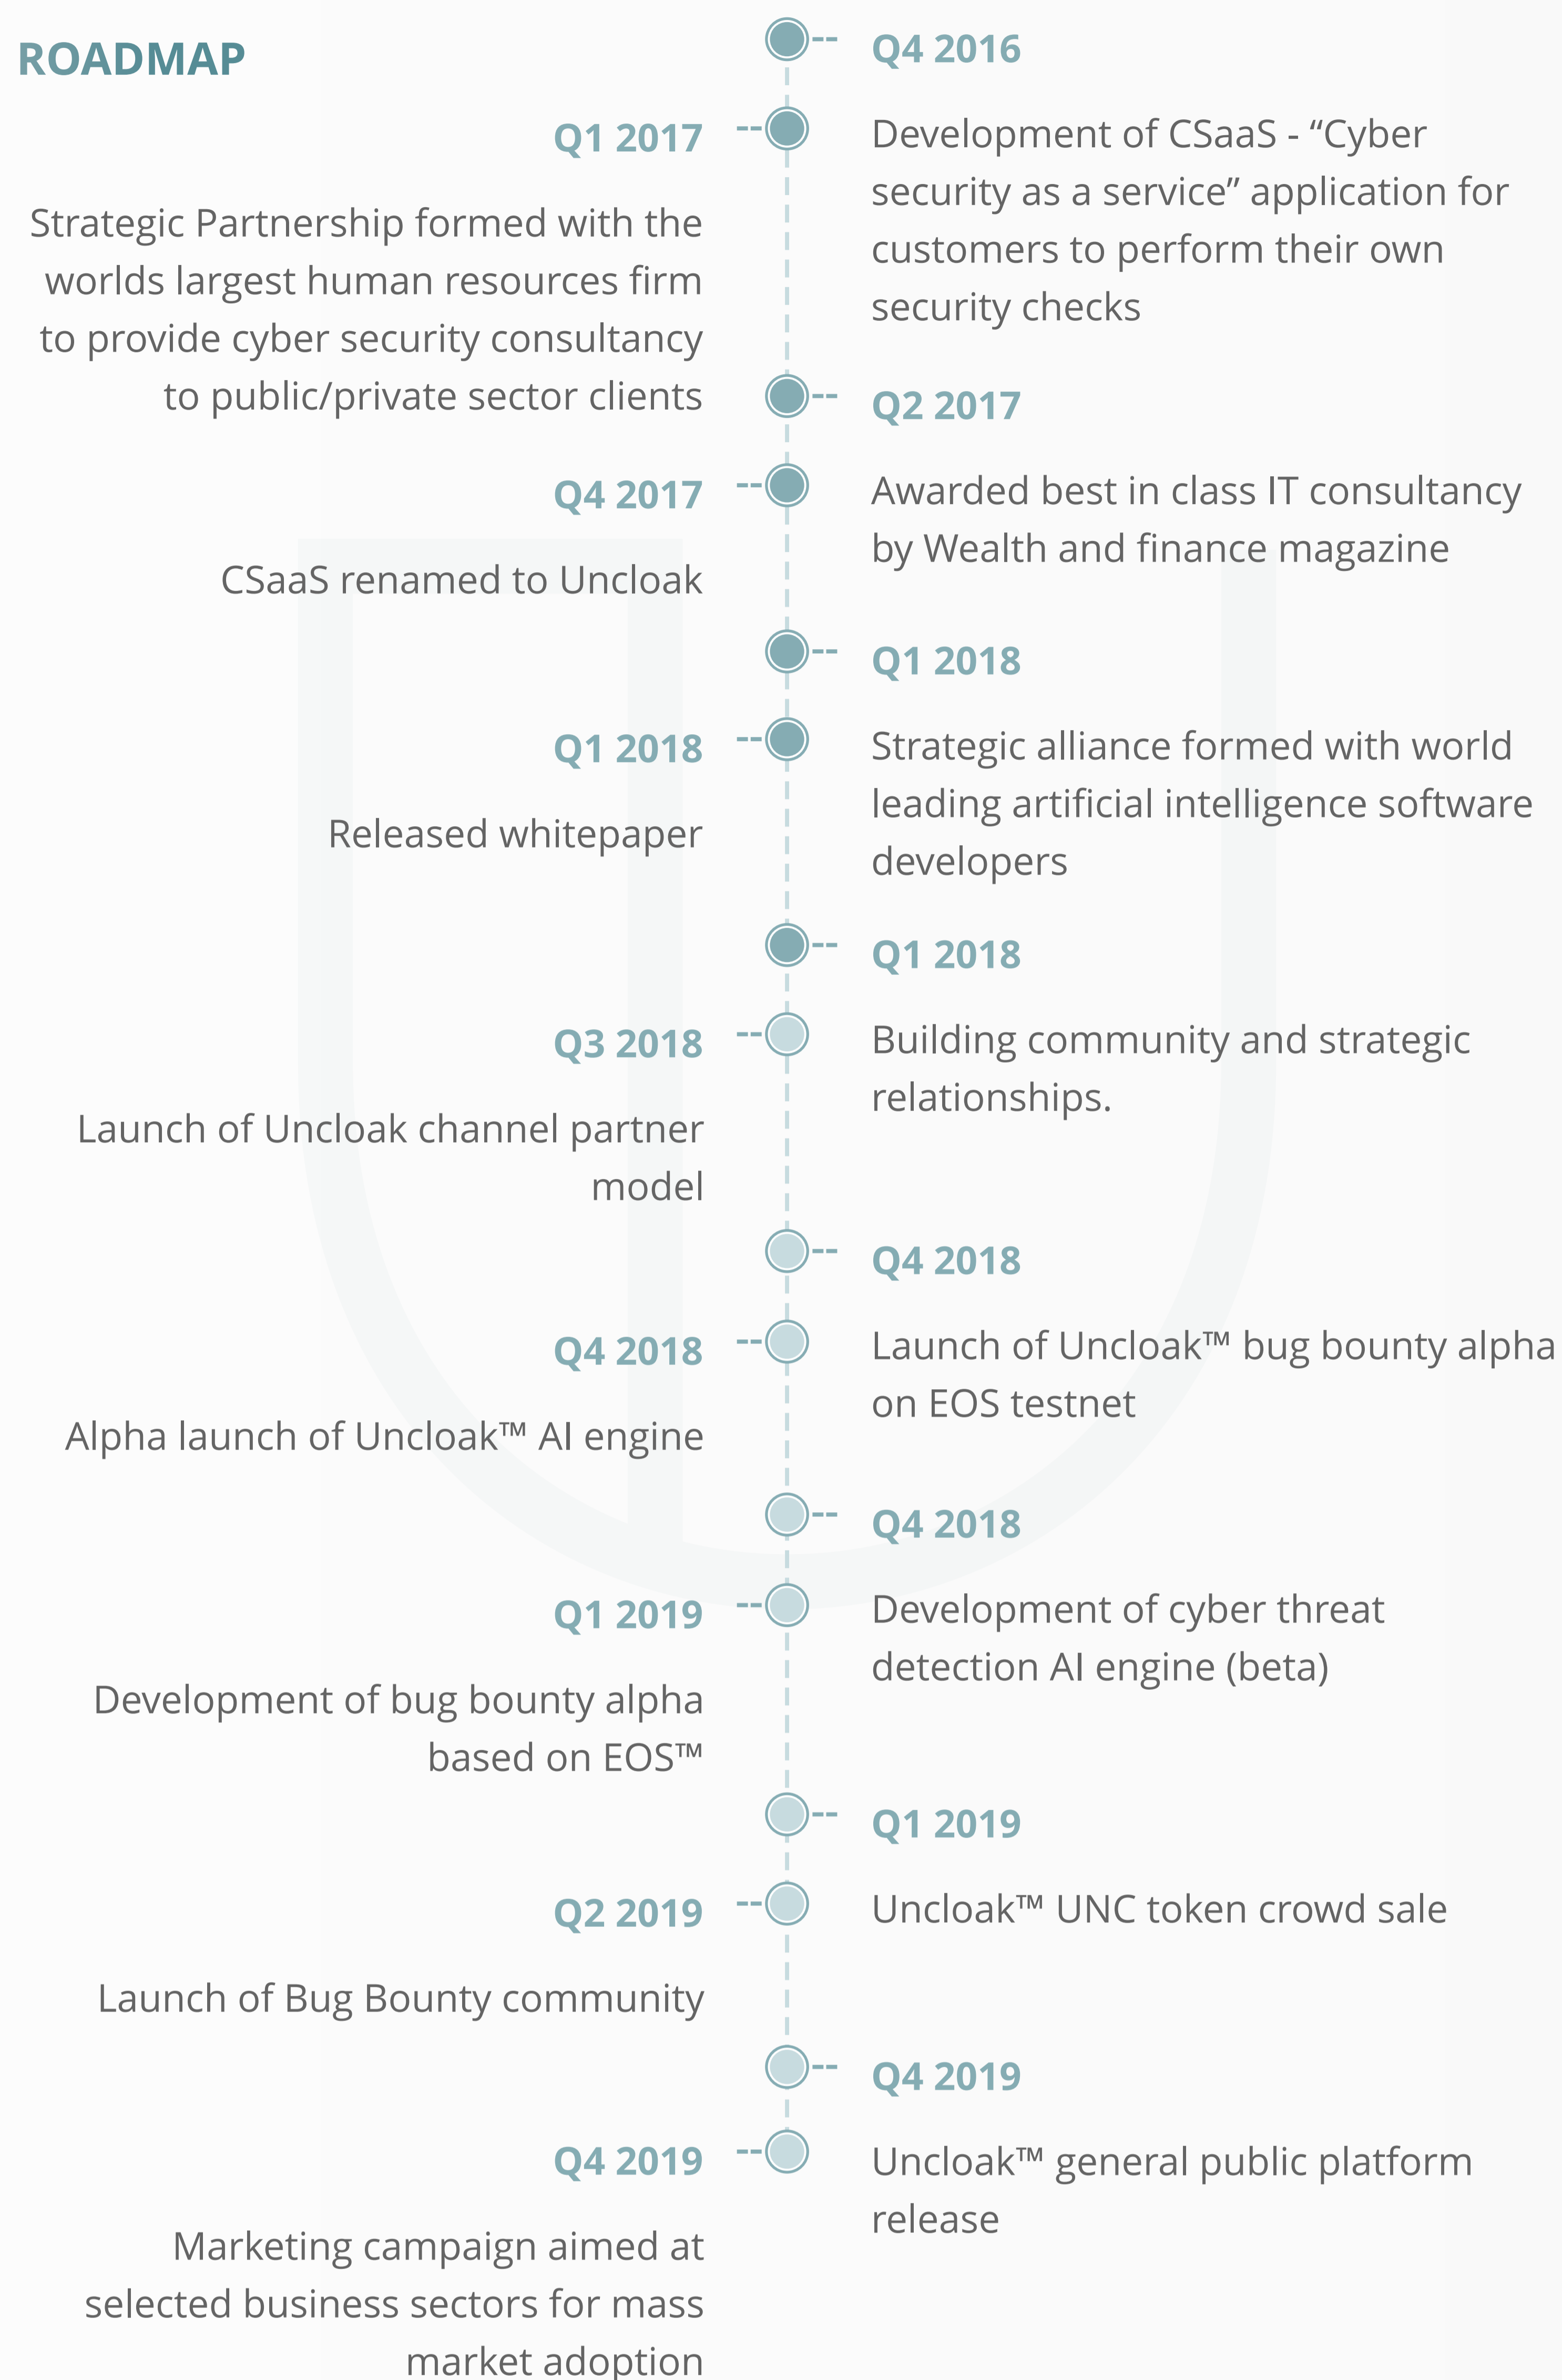 ROADMAP
Q4 2016
Development of CSaaS - “Cyber
security as a service” application for
customers to perform their own
security checks
Q1 2017
Strategic Partnership formed with the
worlds largest human resources firm
to provide cyber security consultancy
to public/private sector clients
Q2 2017
Awarded best in class IT consultancy
by Wealth and finance magazine
Q4 2017
CSaaS renamed to Uncloak
Q1 2018
Strategic alliance formed with world
leading artificial intelligence software
developers
Q1 2018
Released whitepaper
Q1 2018
Building community and strategic
relationships.
Q3 2018
Launch of Uncloak channel partner
model
Q4 2018
Launch of Uncloak™ bug bounty alpha
on EOS testnet
Q4 2018
Alpha launch of Uncloak™ AI engine
Q4 2018
Development of cyber threat
detection AI engine (beta)
Q1 2019
Development of bug bounty alpha
based on EOS™
Q1 2019
Uncloak™ UNC token crowd sale
Q2 2019
Launch of Bug Bounty community
Q4 2019
Uncloak™ general public platform
release
Q4 2019
Marketing campaign aimed at
selected business sectors for mass
market adoption